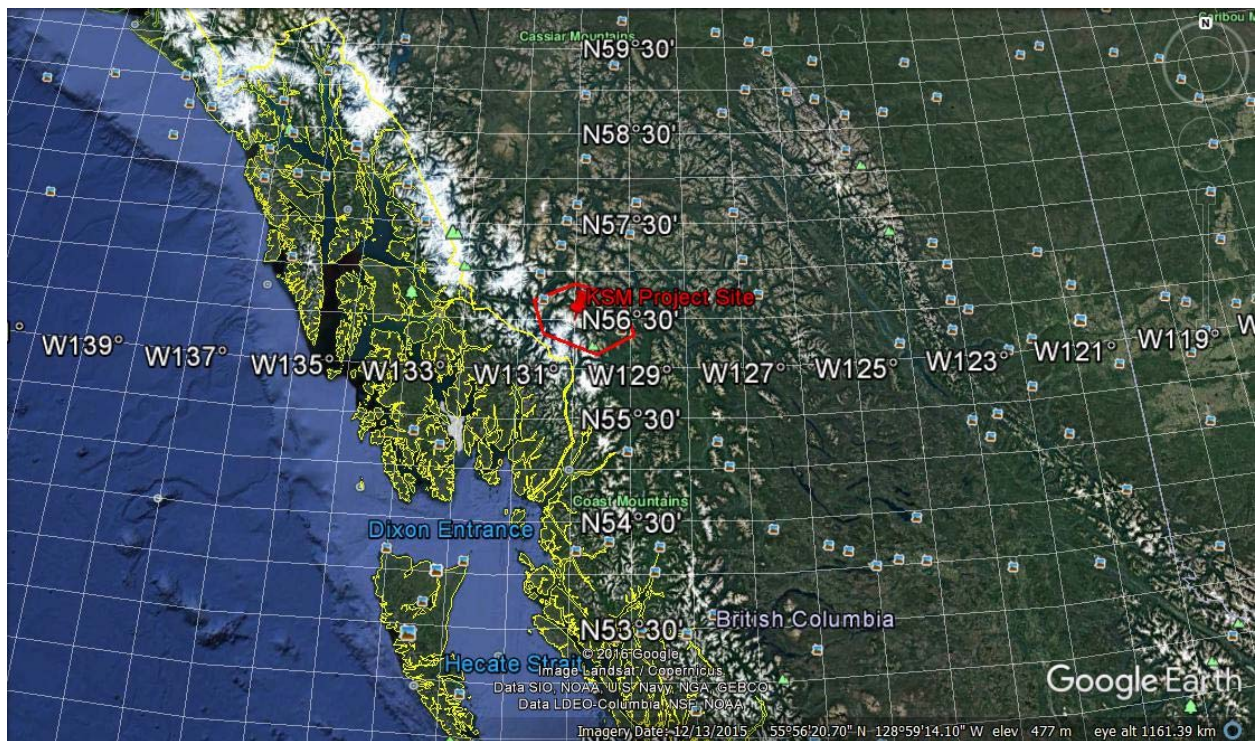 Caribou M
N
Cassiar Mountains
N59°30'
N58°30'
N57°30'
KSM Project Site
N56°30'
W139°
W137°
W135°
W133°
W131°
W129°
W127°
W125°
W123°
W121°
W119°
W
N55°30'
Coast Mountains
N54°30'
Dixon Entrance
N53°30'
British Columbia
Hecate Strait
© 2016 Google
Image Landsat / Copernicus
Data SIO, NOAA, U.S. Navy, NGA, GEBCO
Data LDEO-Columbia, NSF, NOAA
Google Earth
Imagery Date: 12/13/2015 55°56'20.70" N 128°59'14.10" W elev 477 m eye alt 1161.39 km